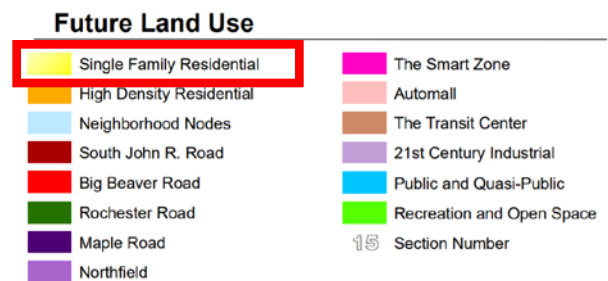 Future Land Use
Single Family Residential
High Density Residential
Neighborhood Nodes
South John R. Road
Big Beaver Road
Rochester Road
Maple Road
Northfield
The Smart Zone
Automall
The Transit Center
21st Century Industrial
Public and Quasi-Public
Recreation and Open Space
15 Section Number